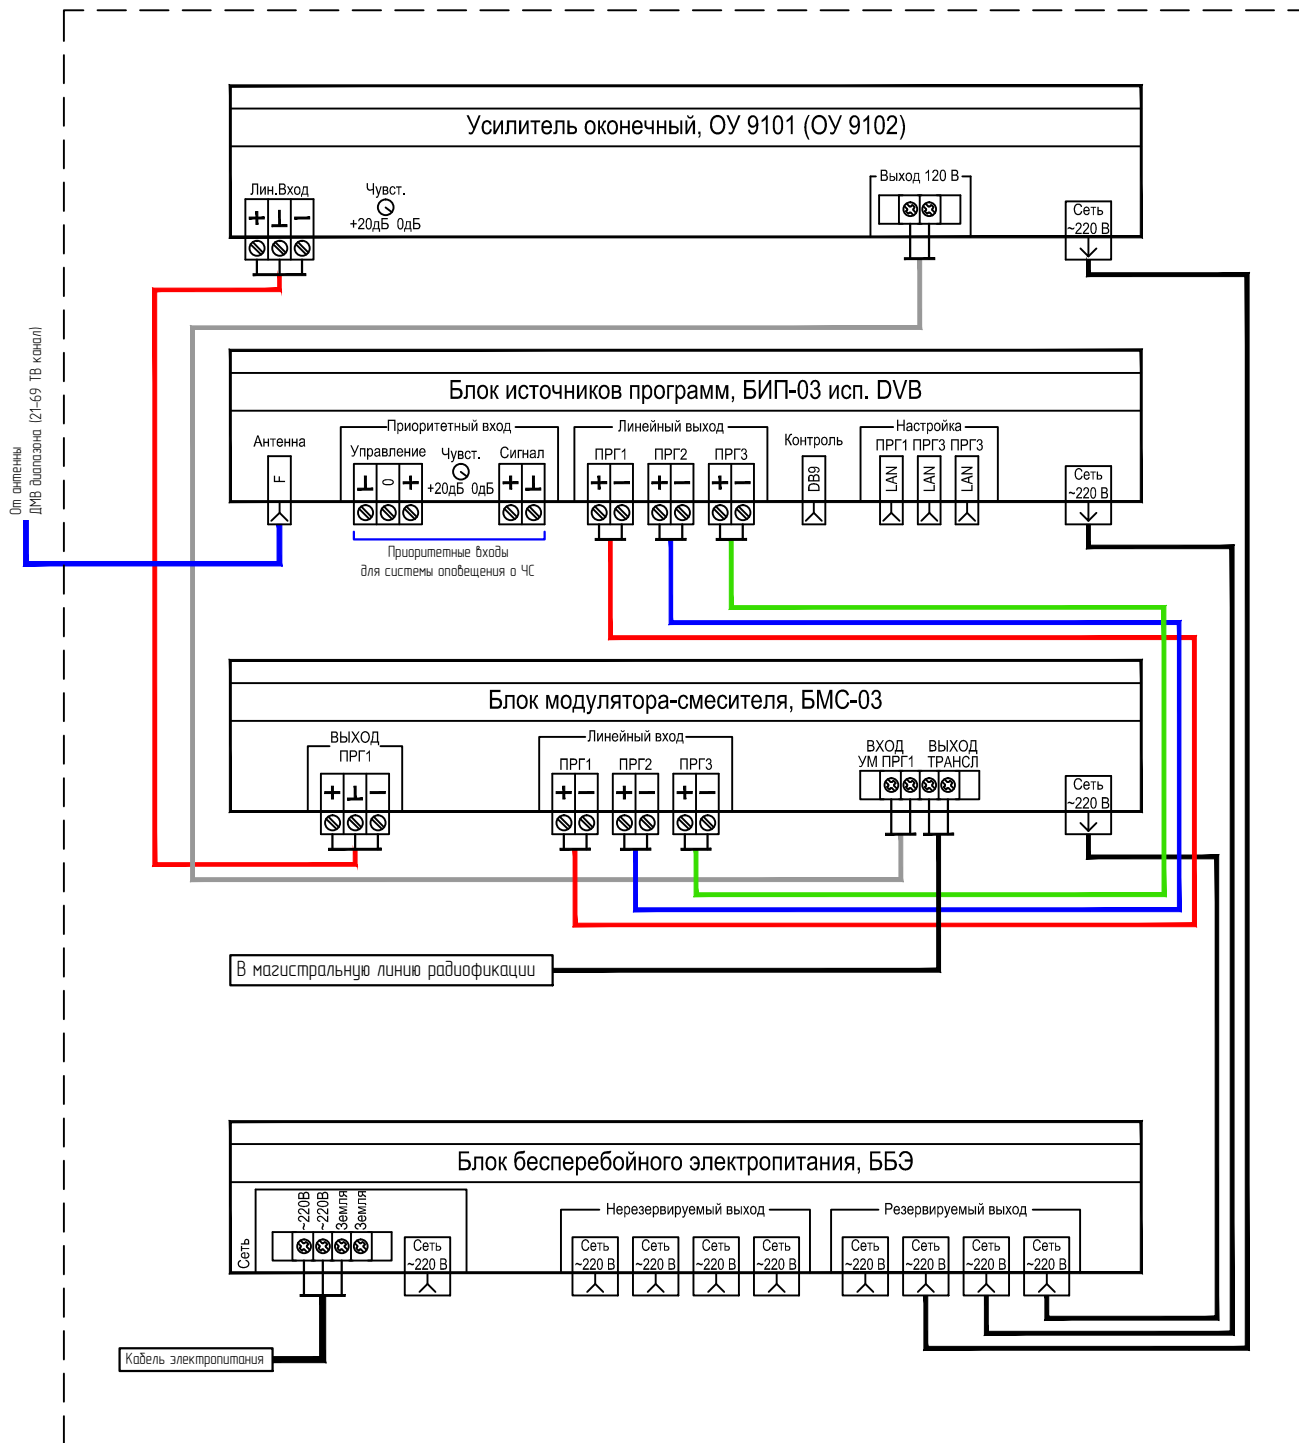 Усилитель оконечный, ОУ 9101 (ОУ 9102)
Лин.Вход
+ ⊥ −
Чувст.
+20дБ 0дБ
Выход 120 В
Сеть
~220 В
От антенны
ДМВ диапазона (21-69 ТВ канал)
Блок источников программ, БИП-03 исп. DVB
Антенна
F
Приоритетный вход
Управление
⊥ 0 +
Чувст.
+20дБ 0дБ
Сигнал
+ ⊥
Приоритетные входы
для системы оповещения о ЧС
Линейный выход
ПРГ1 ПРГ2 ПРГ3
+ − + − + −
Контроль
DB9
Настройка
ПРГ1 ПРГ3 ПРГ3
LAN LAN LAN
Сеть
~220 В
Блок модулятора-смесителя, БМС-03
ВЫХОД
ПРГ1
+ ⊥ −
Линейный вход
ПРГ1 ПРГ2 ПРГ3
+ − + − + −
ВХОД
УМ ПРГ1
ВЫХОД
ТРАНСЛ
Сеть
~220 В
В магистральную линию радиофикации
Блок бесперебойного электропитания, ББЭ
Сеть
~220В
~220В
Земля
Земля
Сеть
~220 В
Нерезервируемый выход
Сеть
~220 В
Сеть
~220 В
Сеть
~220 В
Сеть
~220 В
Резервируемый выход
Сеть
~220 В
Сеть
~220 В
Сеть
~220 В
Сеть
~220 В
Кабель электропитания